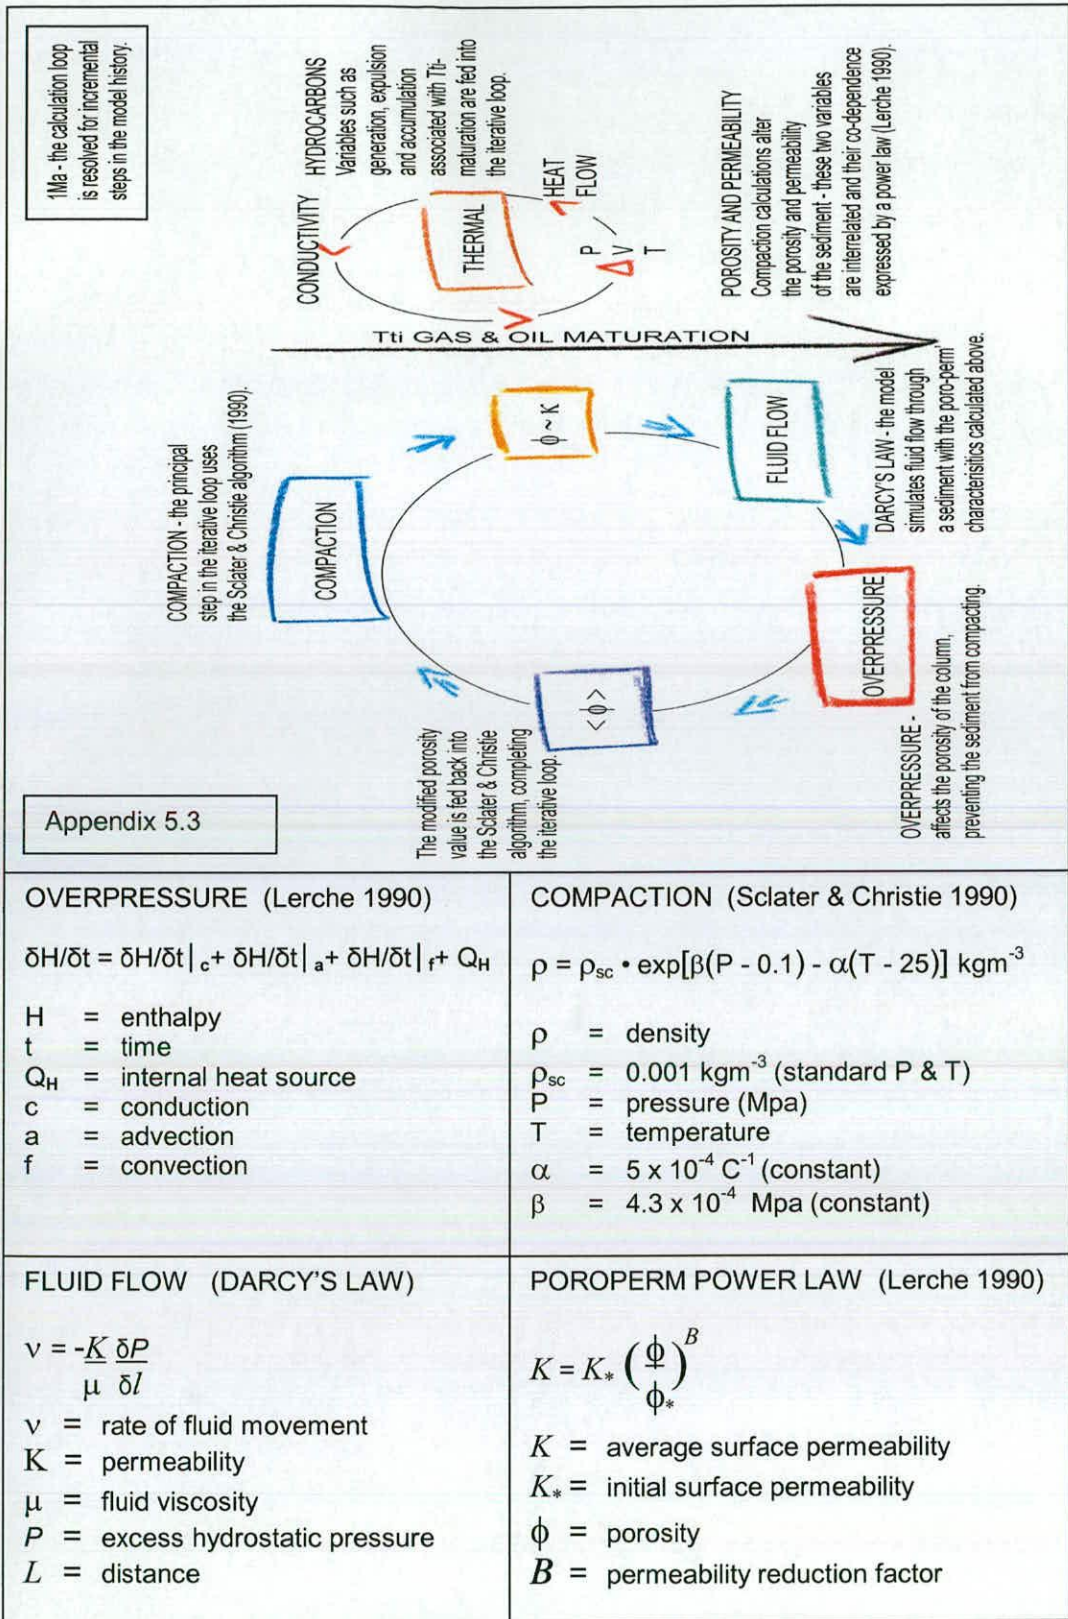 1Ma - the calculation loop
is resolved for incremental
steps in the model history.
CONDUCTIVITY
HYDROCARBONS
Variables such as
generation, expulsion
and accumulation
associated with Tti-
maturation are fed into
the iterative loop.
THERMAL
HEAT
FLOW
P
Δ V
T
Tti GAS & OIL MATURATION
POROSITY AND PERMEABILITY
Compaction calculations alter
the porosity and permeability
of the sediment - these two variables
are interrelated and their co-dependence
expressed by a power law (Lerche 1990).
COMPACTION - the principal
step in the iterative loop uses
the Sclater & Christie algorithm (1990).
COMPACTION
ϕ ~ K
FLUID FLOW
DARCY'S LAW - the model
simulates fluid flow through
a sediment with the 'poro-perm'
characterisitics calculated above.
OVERPRESSURE
OVERPRESSURE -
affects the porosity of the column,
preventing the sediment from compacting.
< ϕ >
The modified porosity
value is fed back into
the Sclater & Christie
algorithm, completing
the iterative loop.
Appendix 5.3
OVERPRESSURE (Lerche 1990)
δH/δt = δH/δt|c+ δH/δt|a+ δH/δt|f+ QH
H = enthalpy
t = time
QH = internal heat source
c = conduction
a = advection
f = convection
COMPACTION (Sclater & Christie 1990)
ρ = ρsc • exp[β(P - 0.1) - α(T - 25)] kgm-3
ρ = density
ρsc = 0.001 kgm-3 (standard P & T)
P = pressure (Mpa)
T = temperature
α = 5 x 10-4 C-1 (constant)
β = 4.3 x 10-4 Mpa (constant)
FLUID FLOW (DARCY'S LAW)
ν = -K δP
μ δl
ν = rate of fluid movement
K = permeability
μ = fluid viscosity
P = excess hydrostatic pressure
L = distance
POROPERM POWER LAW (Lerche 1990)
K = K* (ϕ/ϕ*)B
K = average surface permeability
K* = initial surface permeability
ϕ = porosity
B = permeability reduction factor